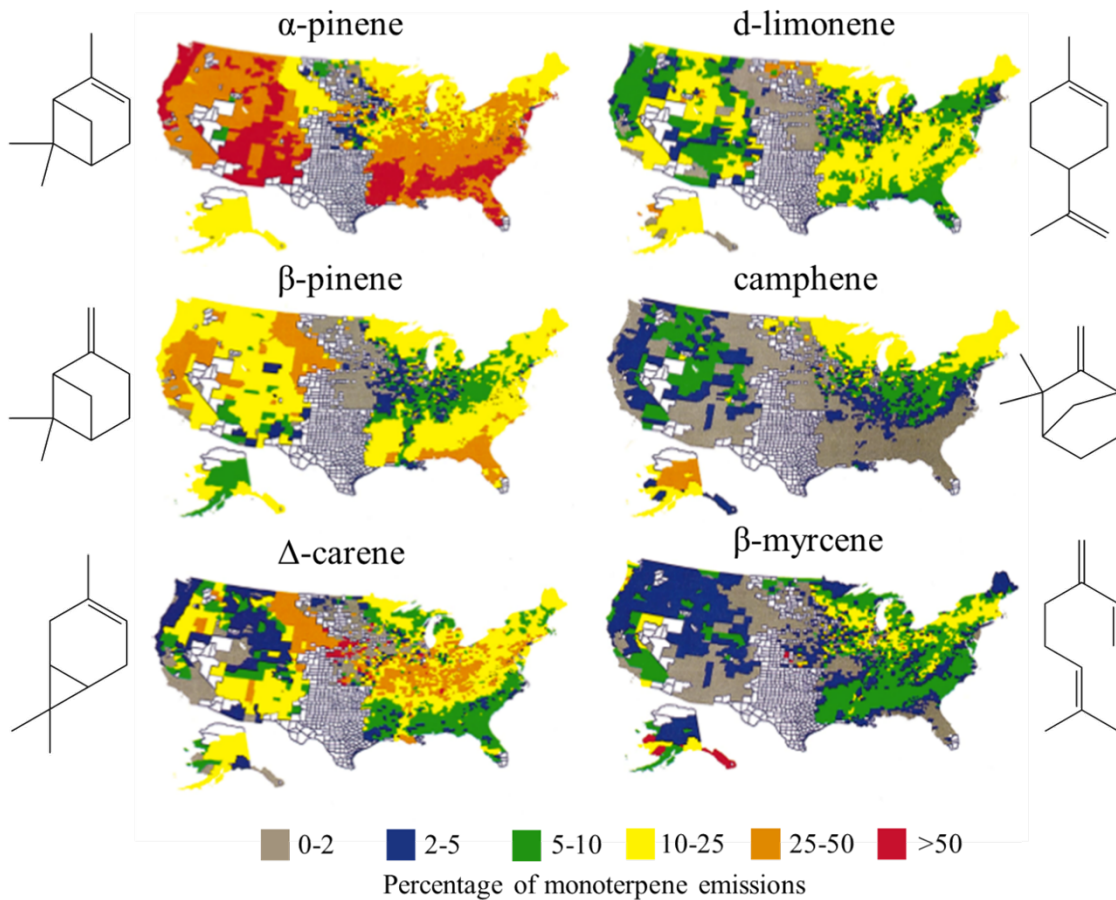 α-pinene
d-limonene
β-pinene
camphene
Δ-carene
β-myrcene
0-2
2-5
5-10
10-25
25-50
>50
Percentage of monoterpene emissions